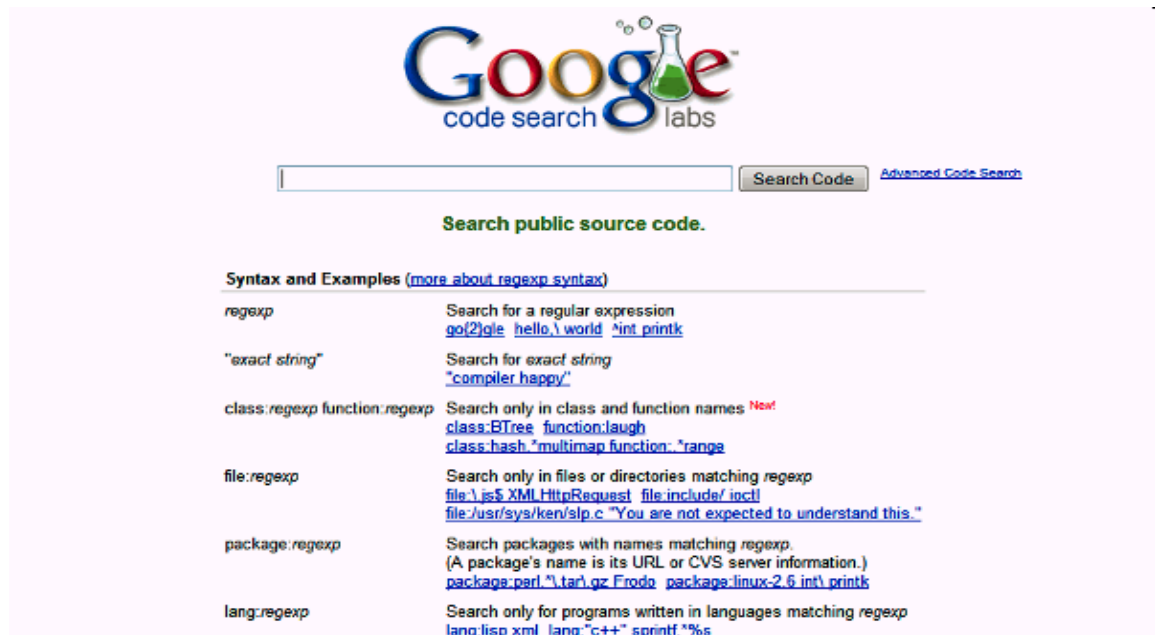 Google™
code search labs
Search Code Advanced Code Search
Search public source code.
Syntax and Examples (more about regexp syntax)
regexp Search for a regular expression
go{2}gle hello,\ world ^int printk
"exact string" Search for exact string
"compiler happy"
class:regexp function:regexp Search only in class and function names New!
class:BTree function:laugh
class:hash.*multimap function:.*range
file:regexp Search only in files or directories matching regexp
file:\.js$ XMLHttpRequest file:include/ ioctl
file:/usr/sys/ken/slp.c "You are not expected to understand this."
package:regexp Search packages with names matching regexp.
(A package's name is its URL or CVS server information.)
package:perl.*\.tar\.gz Frodo package:linux-2.6 int\ printk
lang:regexp Search only for programs written in languages matching regexp
lang:lisp xml lang:"c++" sprintf.*%s